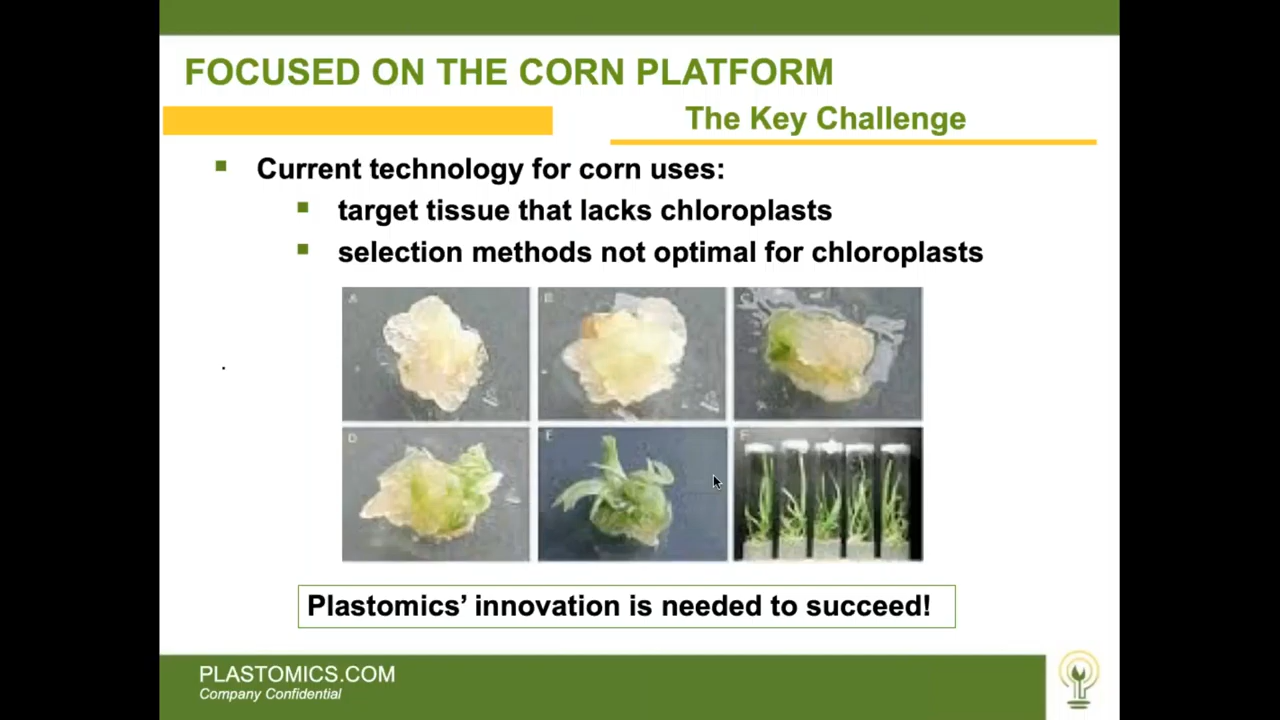 FOCUSED ON THE CORN PLATFORM
The Key Challenge
Current technology for corn uses:
target tissue that lacks chloroplasts
selection methods not optimal for chloroplasts
A
B
C
D
E
F
Plastomics’ innovation is needed to succeed!
PLASTOMICS.COM
Company Confidential